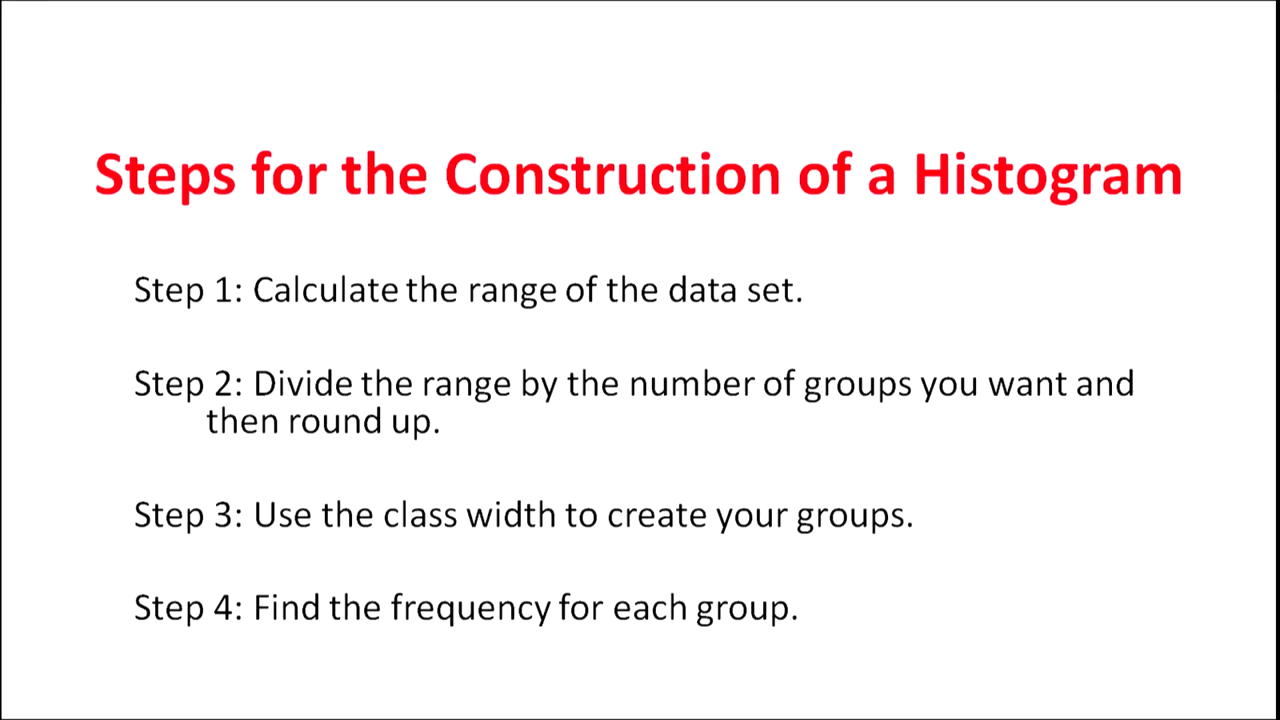 Steps for the Construction of a Histogram
Step 1: Calculate the range of the data set.
Step 2: Divide the range by the number of groups you want and
then round up.
Step 3: Use the class width to create your groups.
Step 4: Find the frequency for each group.